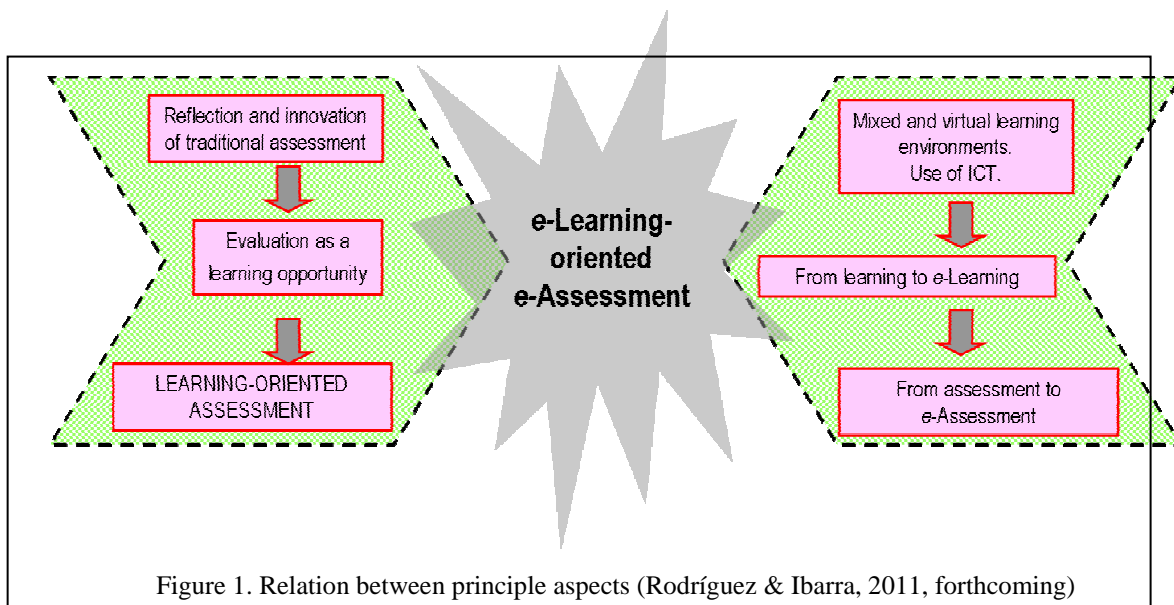 Reflection and innovation
of traditional assessment
Evaluation as a
learning opportunity
LEARNING-ORIENTED
ASSESSMENT
e-Learning-
oriented
e-Assessment
Mixed and virtual learning
environments.
Use of ICT.
From learning to e-Learning
From assessment to
e-Assessment
Figure 1. Relation between principle aspects (Rodríguez & Ibarra, 2011, forthcoming)